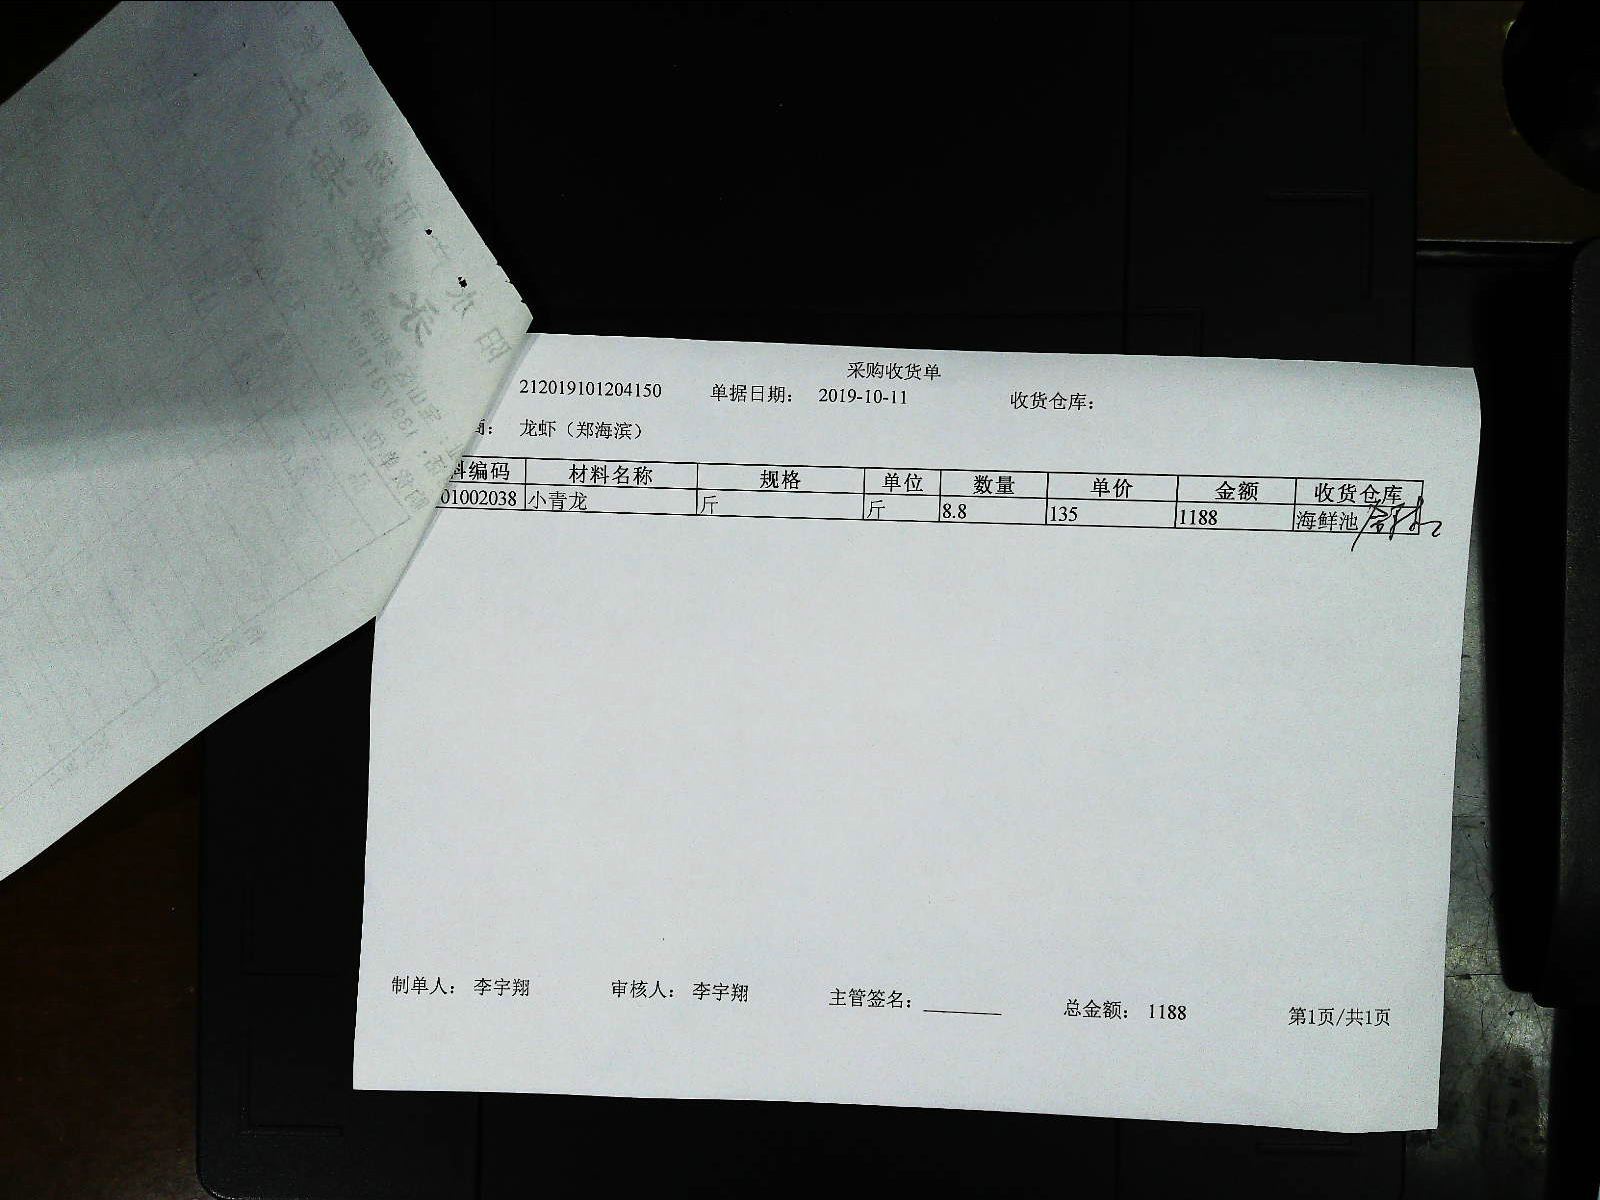 采购收货单
212019101204150 单据日期： 2019-10-11 收货仓库：
商： 龙虾（郑海滨）
料编码 材料名称 规格 单位 数量 单价 金额 收货仓库
01002038 小青龙 斤 斤 8.8 135 1188 海鲜池
制单人： 李宇翔 审核人： 李宇翔 主管签名： 总金额： 1188 第1页/共1页